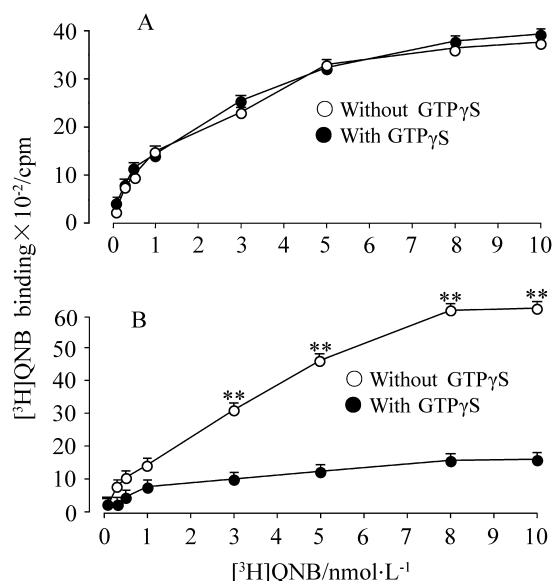 A
40
30
20
10
0
Without GTPγS
With GTPγS
0 1 2 3 4 5 6 7 8 9 10
[³H]QNB binding×10⁻²/cpm
B
60
50
40
30
20
10
0
** ** ** **
Without GTPγS
With GTPγS
0 1 2 3 4 5 6 7 8 9 10
[³H]QNB/nmol·L⁻¹